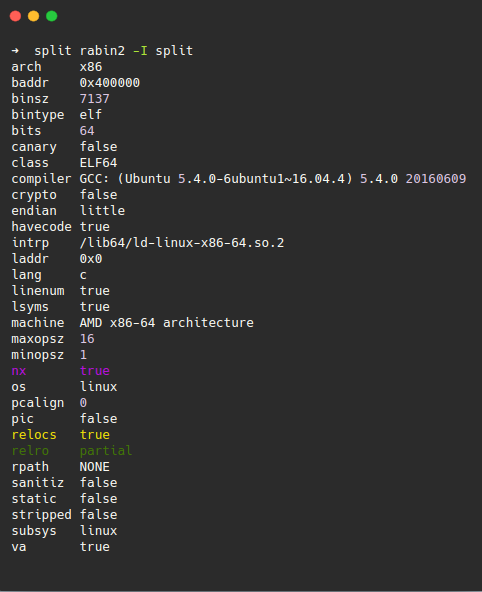 ➜  split rabin2 -I split
arch     x86
baddr    0x400000
binsz    7137
bintype  elf
bits     64
canary   false
class    ELF64
compiler GCC: (Ubuntu 5.4.0-6ubuntu1~16.04.4) 5.4.0 20160609
crypto   false
endian   little
havecode true
intrp    /lib64/ld-linux-x86-64.so.2
laddr    0x0
lang     c
linenum  true
lsyms    true
machine  AMD x86-64 architecture
maxopsz  16
minopsz  1
nx       true
os       linux
pcalign  0
pic      false
relocs   true
relro    partial
rpath    NONE
sanitiz  false
static   false
stripped false
subsys   linux
va       true